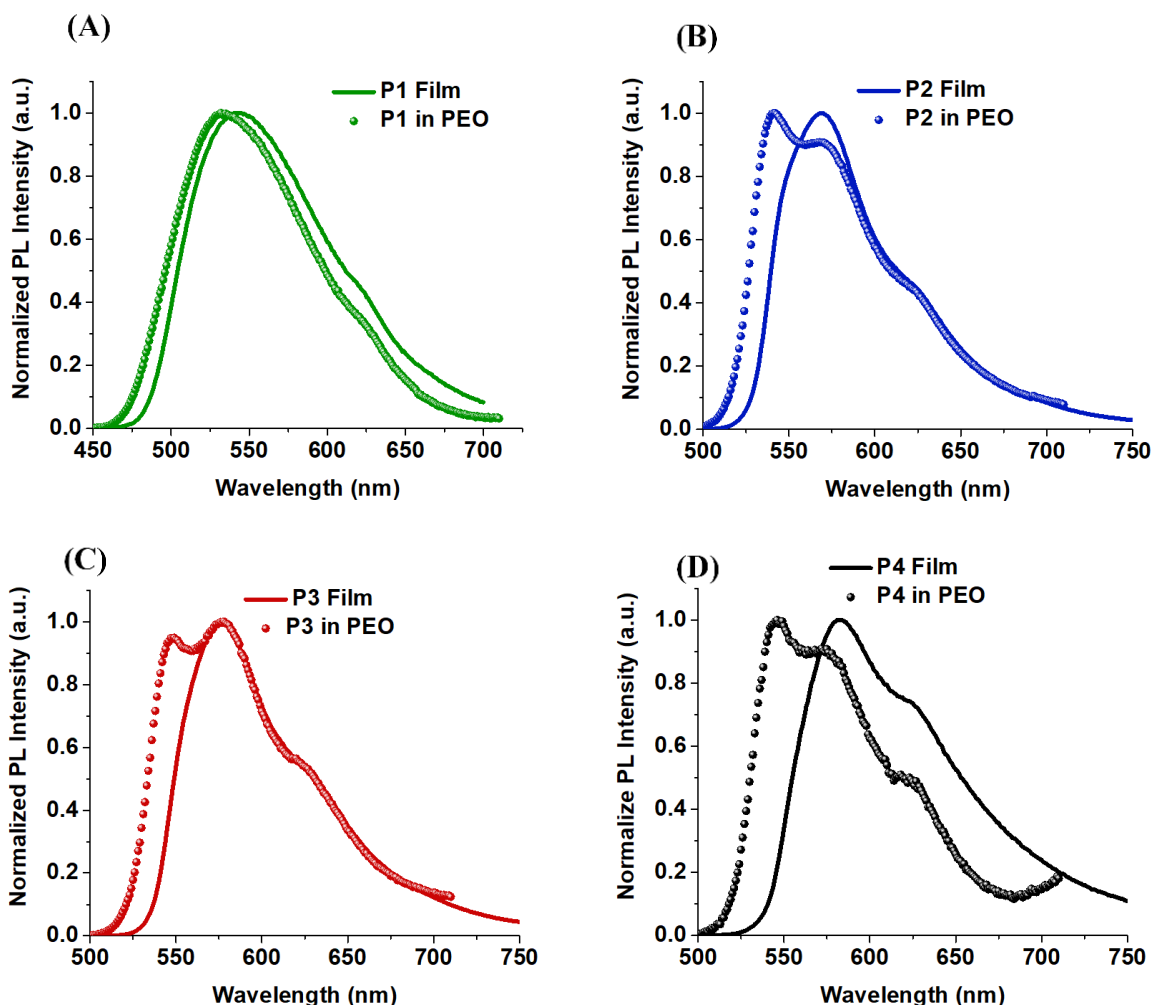 (A)
P1 Film
P1 in PEO
Normalized PL Intensity (a.u.)
1.0
0.8
0.6
0.4
0.2
0.0
450 500 550 600 650 700
Wavelength (nm)
(B)
P2 Film
P2 in PEO
Normalized PL Intensity (a.u.)
1.0
0.8
0.6
0.4
0.2
0.0
500 550 600 650 700 750
Wavelength (nm)
(C)
P3 Film
P3 in PEO
Normalized PL Intensity (a.u.)
1.0
0.8
0.6
0.4
0.2
0.0
500 550 600 650 700 750
Wavelength (nm)
(D)
P4 Film
P4 in PEO
Normalize PL Intensity (a.u.)
1.0
0.8
0.6
0.4
0.2
0.0
500 550 600 650 700 750
Wavelength (nm)